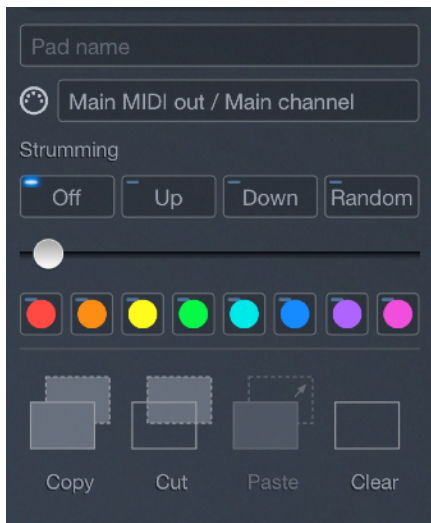 Pad name
Main MIDI out / Main channel
Strumming
Off Up Down Random
Copy Cut Paste Clear